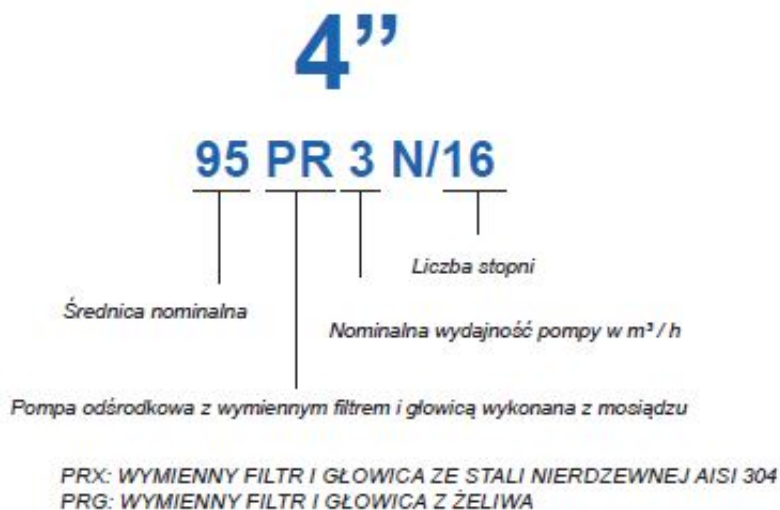 4”
95 PR 3 N/16
Liczba stopni
Średnica nominalna
Nominalna wydajność pompy w m³ / h
Pompa odśrodkowa z wymiennym filtrem i głowicą wykonana z mosiądzu
PRX: WYMIENNY FILTR I GŁOWICA ZE STALI NIERDZEWNEJ AISI 304
PRG: WYMIENNY FILTR I GŁOWICA Z ŻELIWA